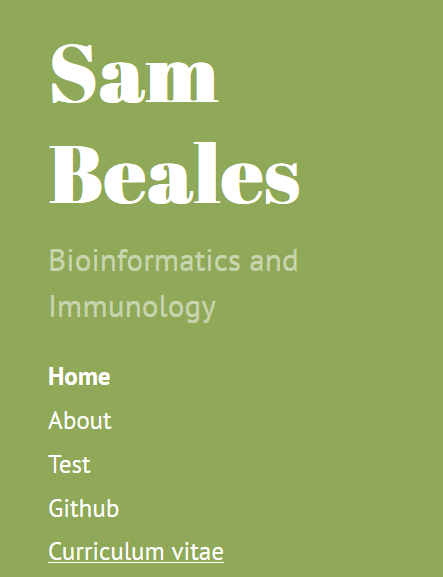 Sam
Beales
Bioinformatics and
Immunology
Home
About
Test
Github
Curriculum vitae